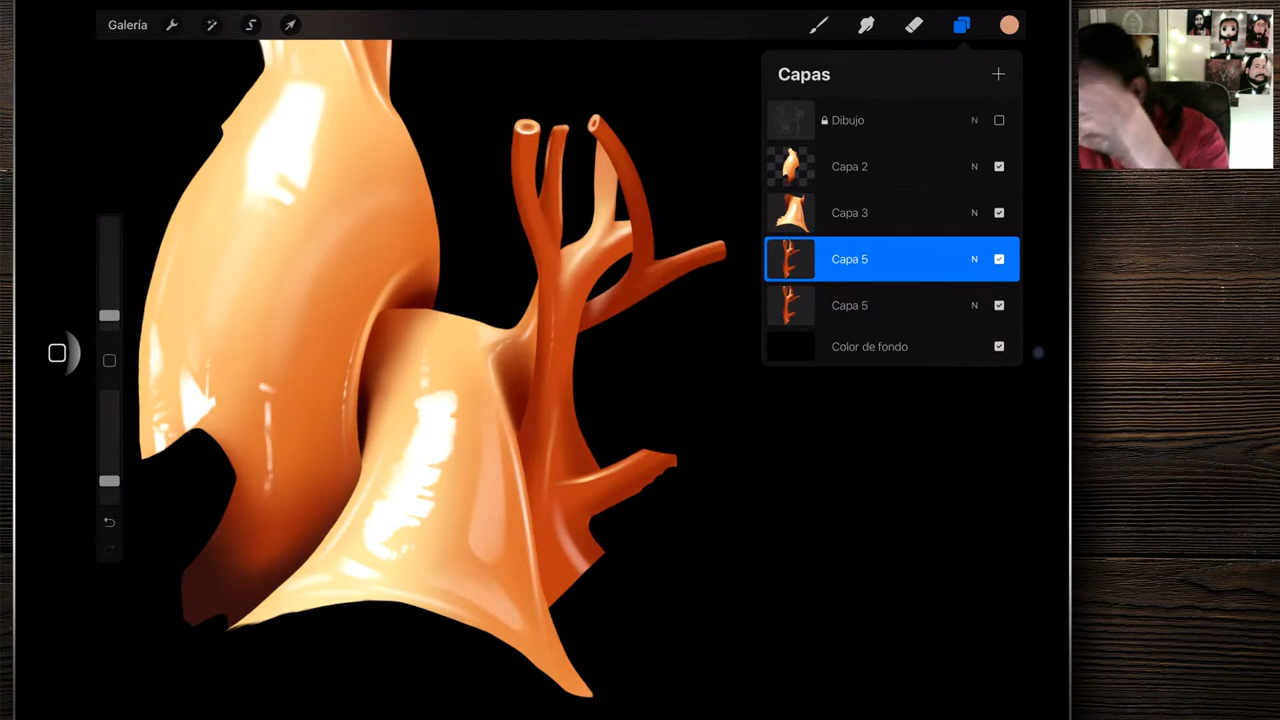 Galería
Capas
Dibujo N
Capa 2 N
Capa 3 N
Capa 5 N
Capa 5 N
Color de fondo